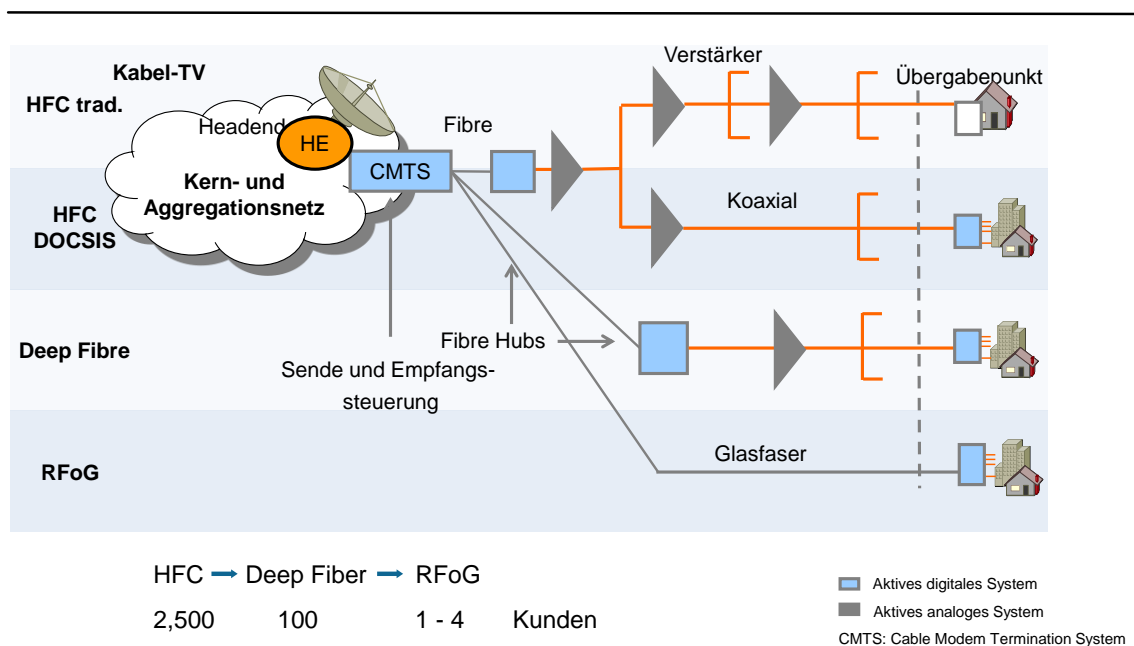 Kabel-TV
HFC trad.
Headend
HE
Fibre
Verstärker
Übergabepunkt
CMTS
Kern- und
Aggregationsnetz
HFC
DOCSIS
Koaxial
Deep Fibre
Fibre Hubs
Sende und Empfangs-
steuerung
RFoG
Glasfaser
HFC Deep Fiber RFoG
2,500 100 1 - 4 Kunden
Aktives digitales System
Aktives analoges System
CMTS: Cable Modem Termination System